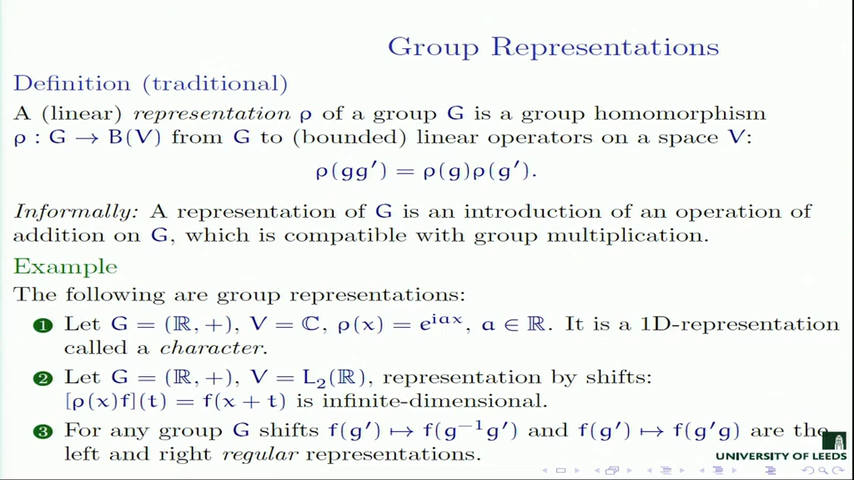 Group Representations
Definition (traditional)
A (linear) representation ρ of a group G is a group homomorphism
ρ : G → B(V) from G to (bounded) linear operators on a space V:
ρ(gg′) = ρ(g)ρ(g′).
Informally: A representation of G is an introduction of an operation of
addition on G, which is compatible with group multiplication.
Example
The following are group representations:
1 Let G = (ℝ, +), V = ℂ, ρ(x) = e^{iax}, a ∈ ℝ. It is a 1D-representation
called a character.
2 Let G = (ℝ, +), V = L₂(ℝ), representation by shifts:
[ρ(x)f](t) = f(x + t) is infinite-dimensional.
3 For any group G shifts f(g′) ↦ f(g⁻¹g′) and f(g′) ↦ f(g′g) are the
left and right regular representations.
UNIVERSITY OF LEEDS